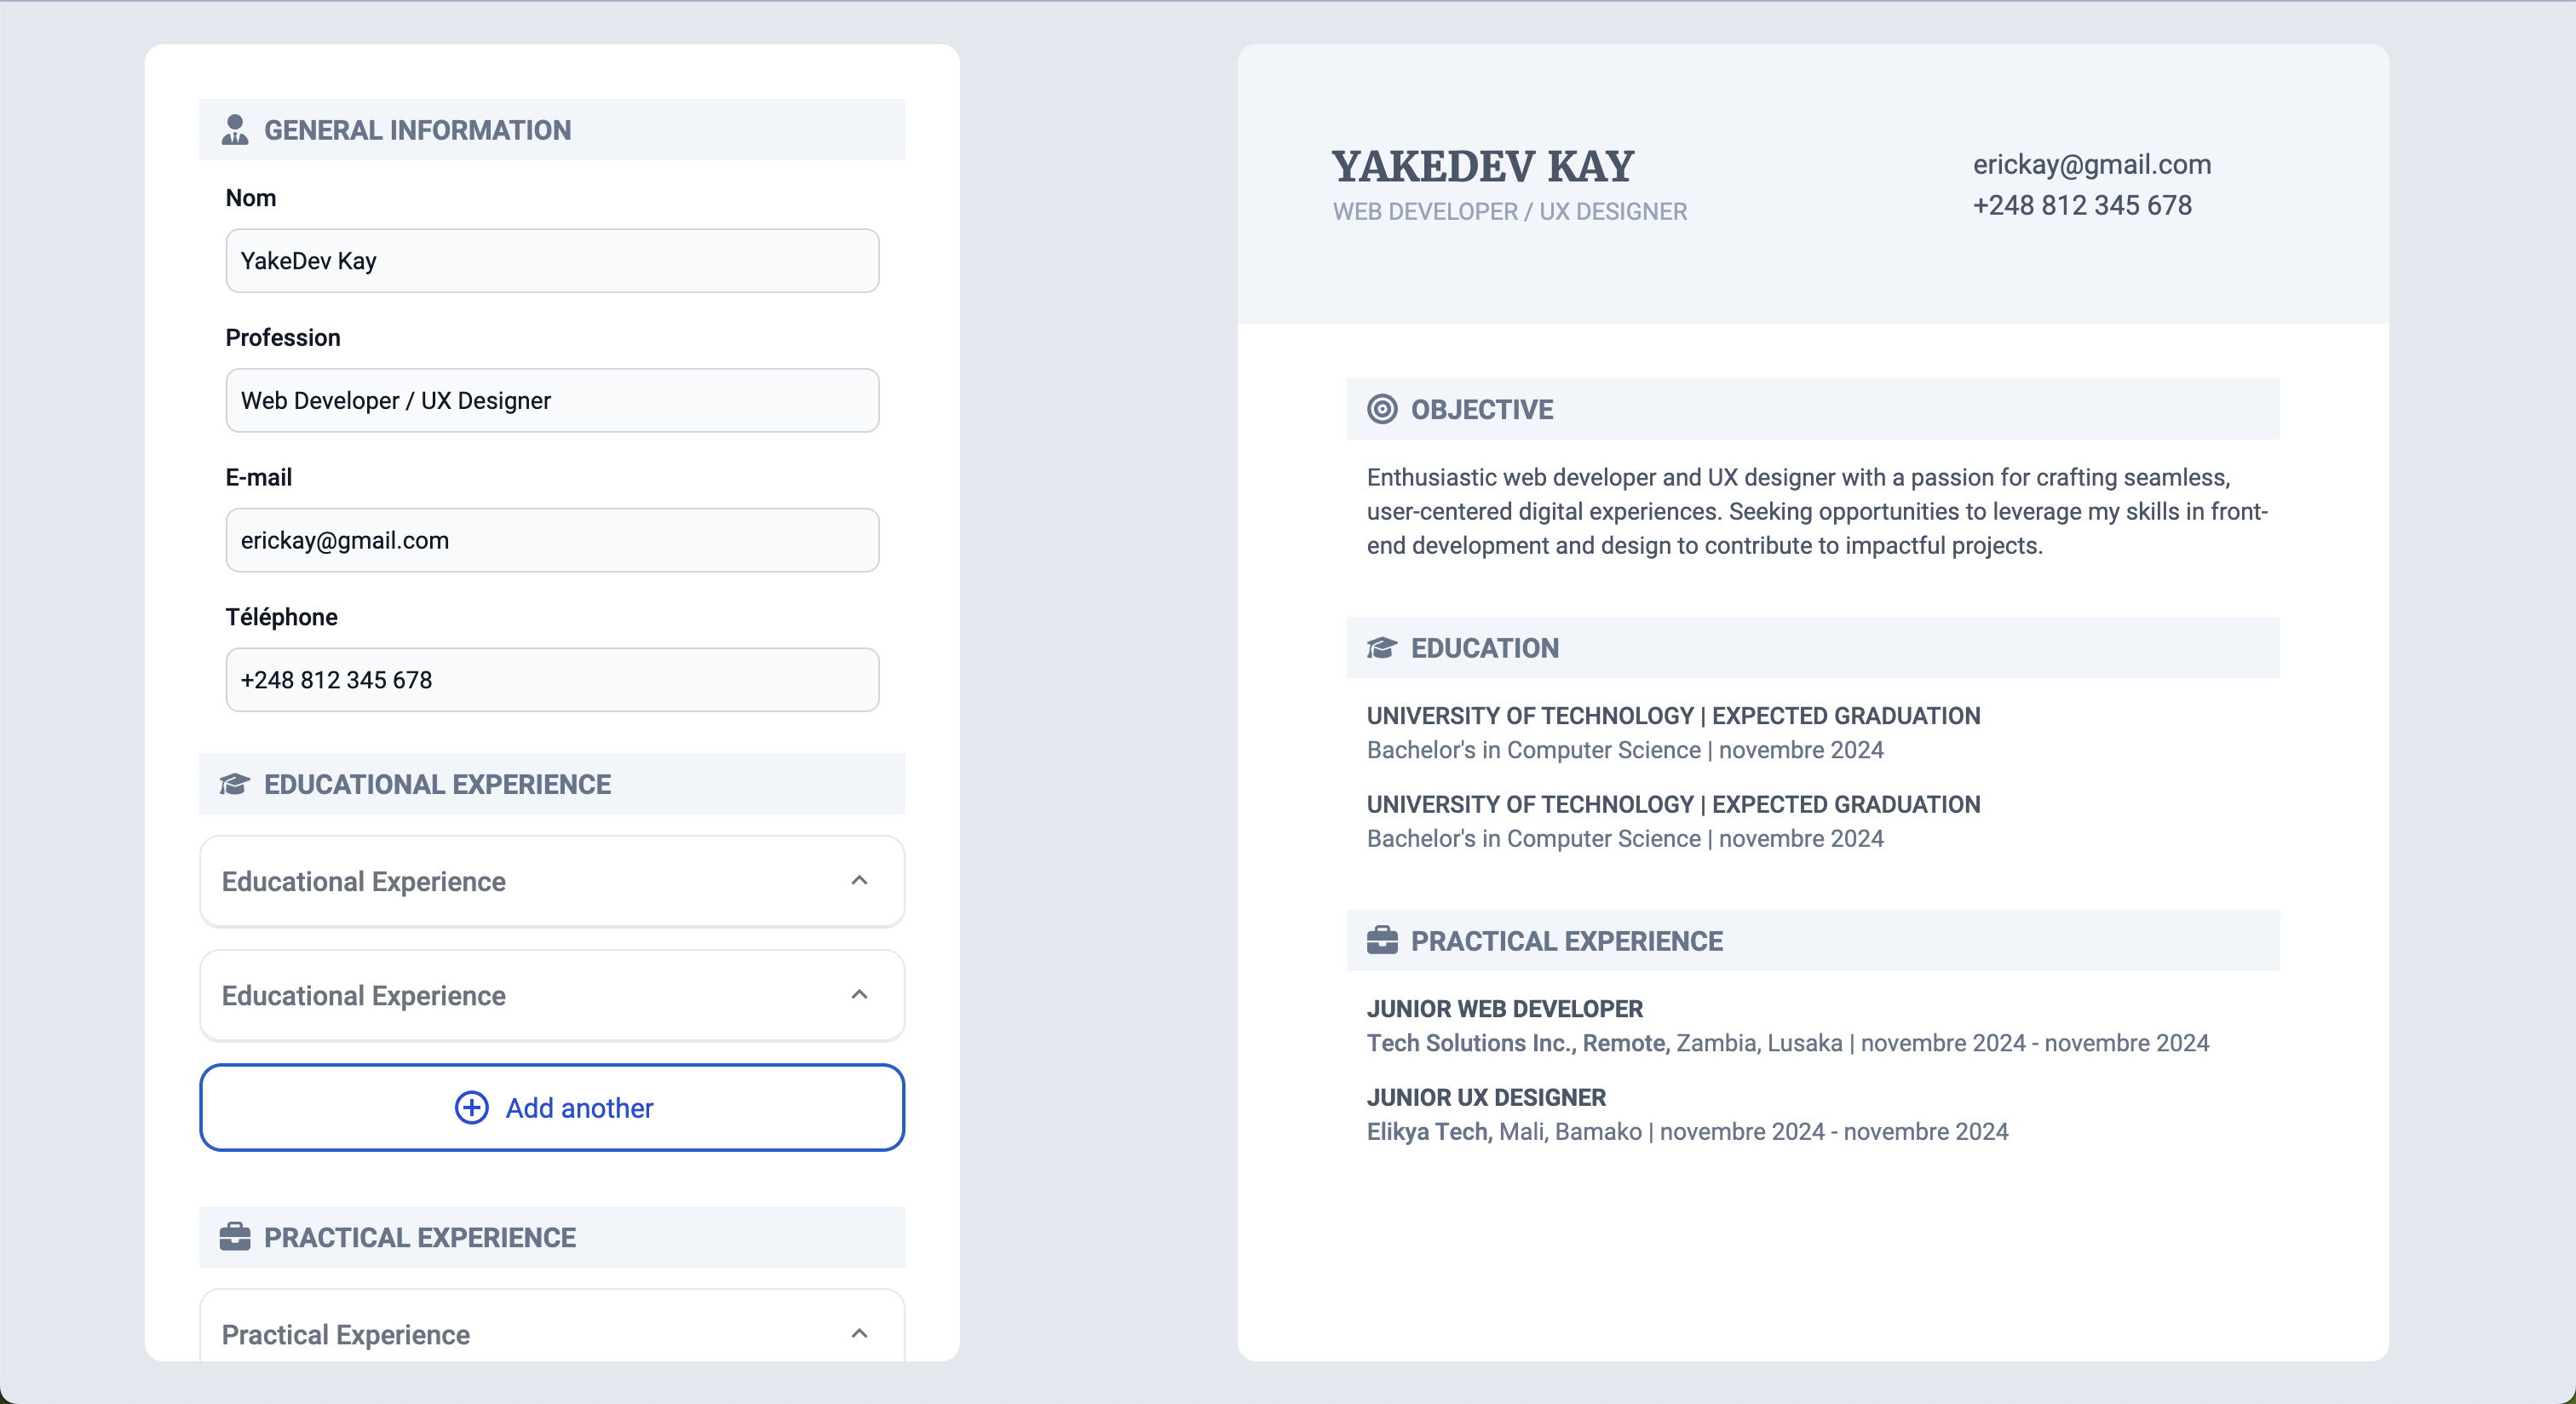 GENERAL INFORMATION
Nom
YakeDev Kay
Profession
Web Developer / UX Designer
E-mail
erickay@gmail.com
Téléphone
+248 812 345 678
EDUCATIONAL EXPERIENCE
Educational Experience
Educational Experience
Add another
PRACTICAL EXPERIENCE
Practical Experience
YAKEDEV KAY
WEB DEVELOPER / UX DESIGNER
erickay@gmail.com
+248 812 345 678
OBJECTIVE
Enthusiastic web developer and UX designer with a passion for crafting seamless,
user-centered digital experiences. Seeking opportunities to leverage my skills in front-
end development and design to contribute to impactful projects.
EDUCATION
UNIVERSITY OF TECHNOLOGY | EXPECTED GRADUATION
Bachelor's in Computer Science | novembre 2024
UNIVERSITY OF TECHNOLOGY | EXPECTED GRADUATION
Bachelor's in Computer Science | novembre 2024
PRACTICAL EXPERIENCE
JUNIOR WEB DEVELOPER
Tech Solutions Inc., Remote, Zambia, Lusaka | novembre 2024 - novembre 2024
JUNIOR UX DESIGNER
Elikya Tech, Mali, Bamako | novembre 2024 - novembre 2024